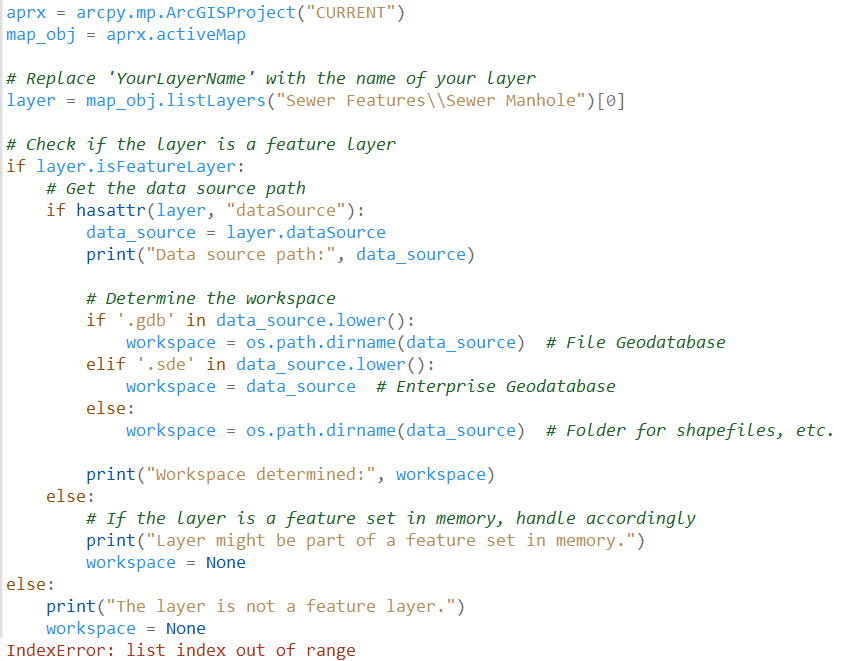 aprx = arcpy.mp.ArcGISProject("CURRENT")
map_obj = aprx.activeMap

# Replace 'YourLayerName' with the name of your layer
layer = map_obj.listLayers("Sewer Features\\Sewer Manhole")[0]

# Check if the layer is a feature layer
if layer.isFeatureLayer:
    # Get the data source path
    if hasattr(layer, "dataSource"):
        data_source = layer.dataSource
        print("Data source path:", data_source)

        # Determine the workspace
        if '.gdb' in data_source.lower():
            workspace = os.path.dirname(data_source)  # File Geodatabase
        elif '.sde' in data_source.lower():
            workspace = data_source  # Enterprise Geodatabase
        else:
            workspace = os.path.dirname(data_source)  # Folder for shapefiles, etc.

        print("Workspace determined:", workspace)
    else:
        # If the layer is a feature set in memory, handle accordingly
        print("Layer might be part of a feature set in memory.")
        workspace = None
else:
    print("The layer is not a feature layer.")
    workspace = None
IndexError: list index out of range